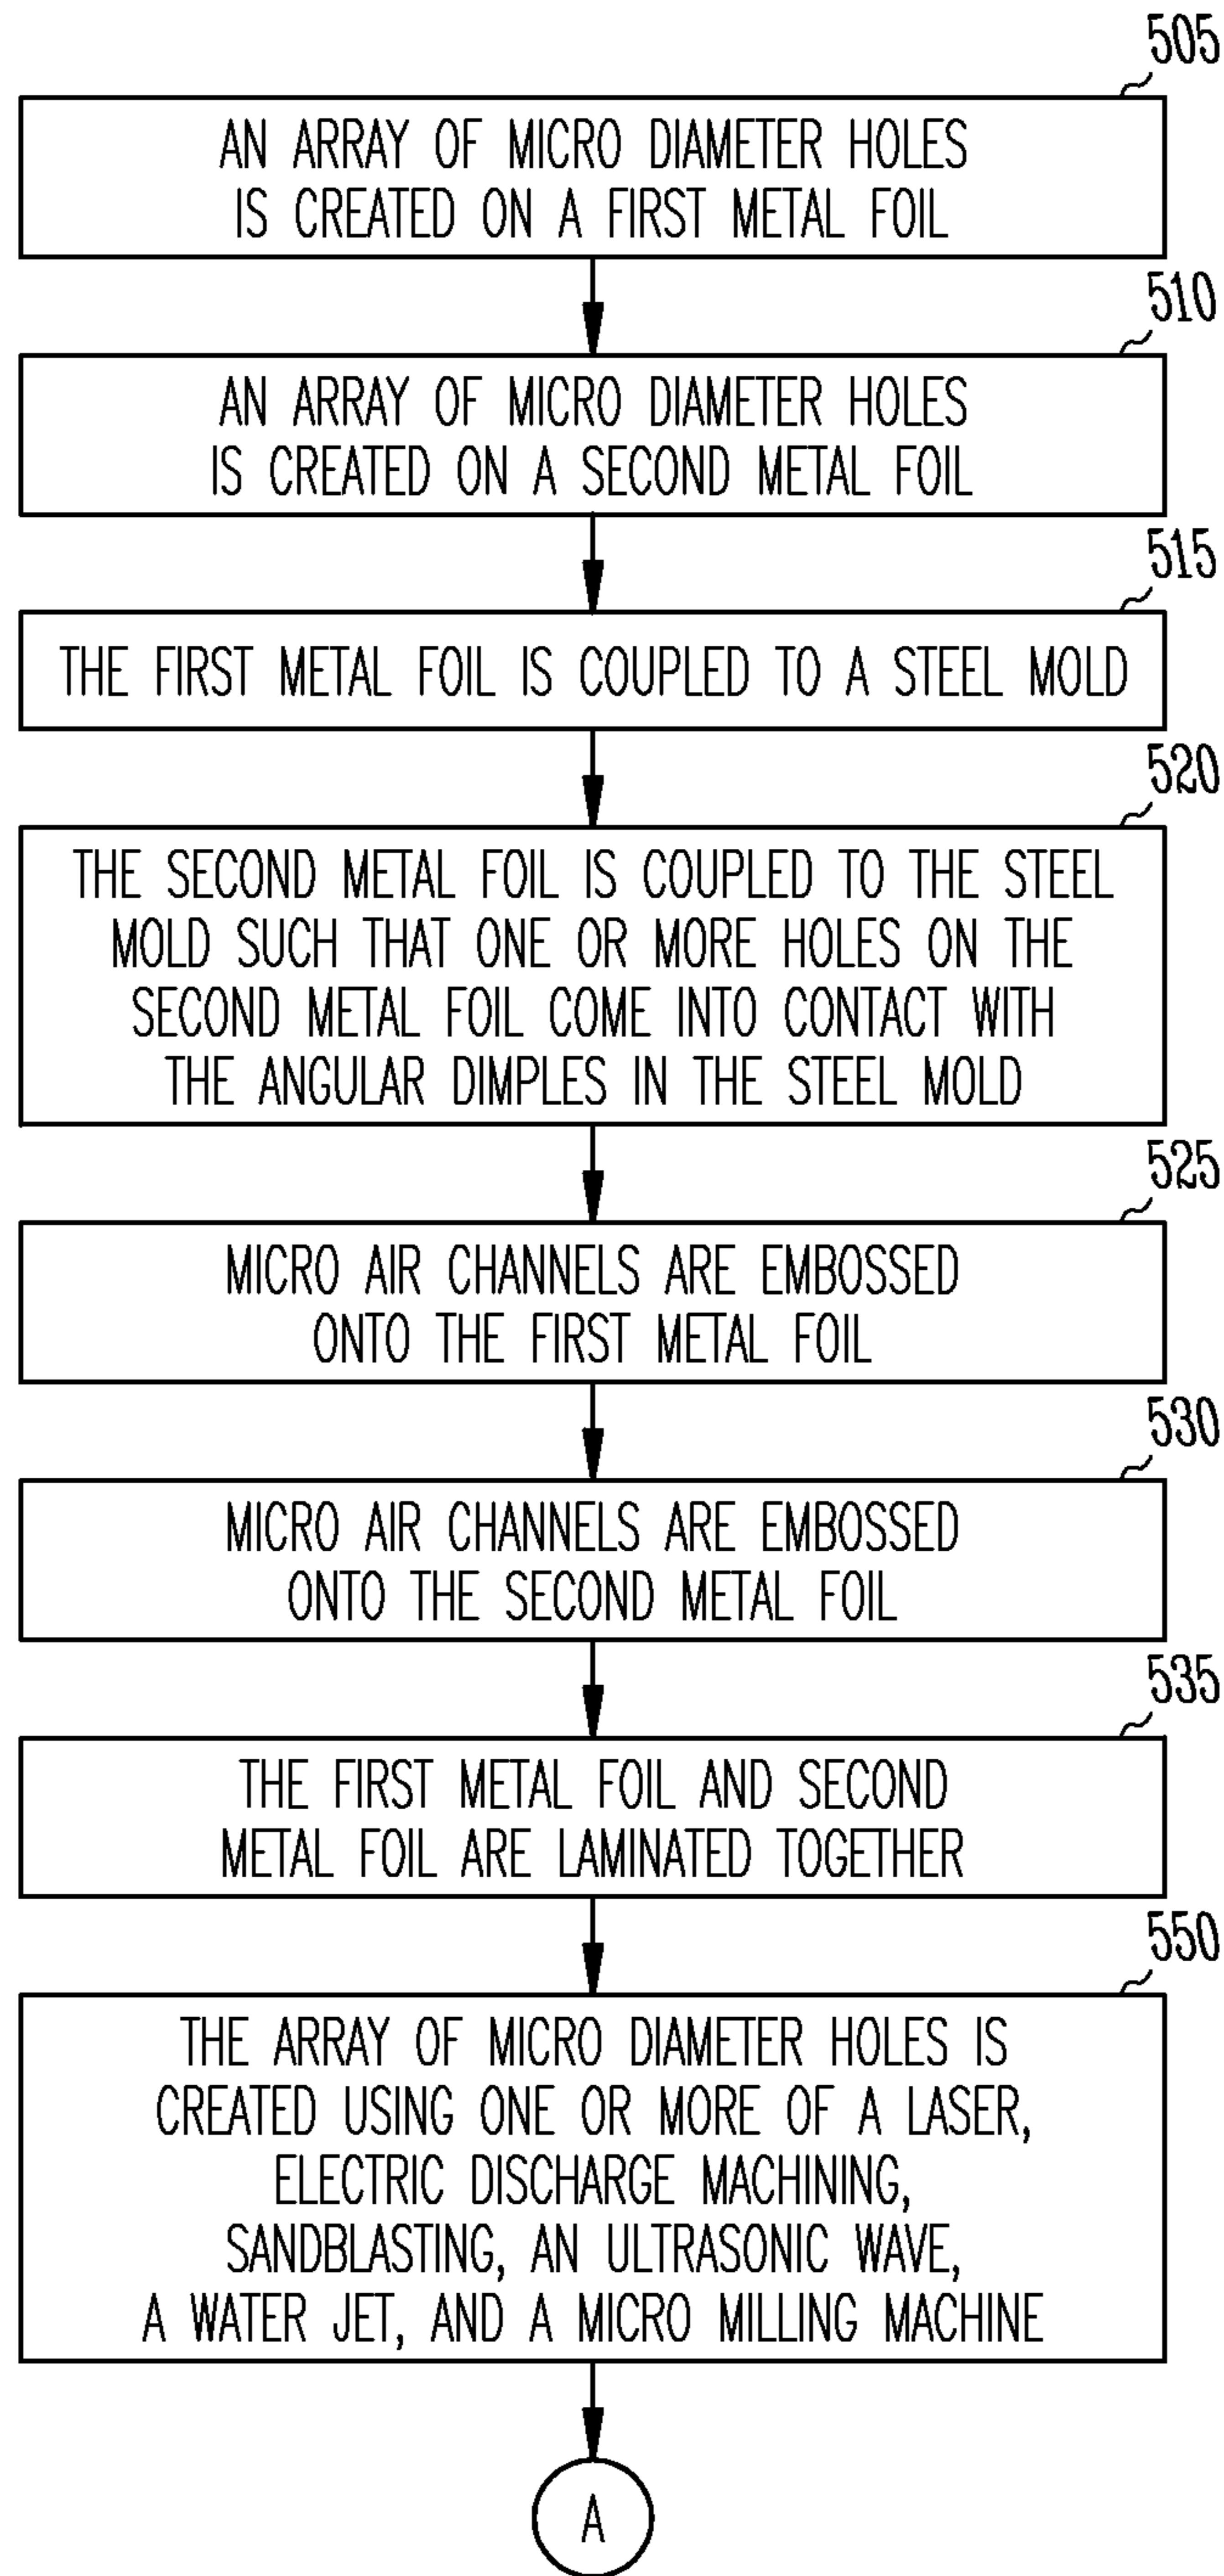 505
AN ARRAY OF MICRO DIAMETER HOLES
IS CREATED ON A FIRST METAL FOIL
510
AN ARRAY OF MICRO DIAMETER HOLES
IS CREATED ON A SECOND METAL FOIL
515
THE FIRST METAL FOIL IS COUPLED TO A STEEL MOLD
520
THE SECOND METAL FOIL IS COUPLED TO THE STEEL
MOLD SUCH THAT ONE OR MORE HOLES ON THE
SECOND METAL FOIL COME INTO CONTACT WITH
THE ANGULAR DIMPLES IN THE STEEL MOLD
525
MICRO AIR CHANNELS ARE EMBOSSED
ONTO THE FIRST METAL FOIL
530
MICRO AIR CHANNELS ARE EMBOSSED
ONTO THE SECOND METAL FOIL
535
THE FIRST METAL FOIL AND SECOND
METAL FOIL ARE LAMINATED TOGETHER
550
THE ARRAY OF MICRO DIAMETER HOLES IS
CREATED USING ONE OR MORE OF A LASER,
ELECTRIC DISCHARGE MACHINING,
SANDBLASTING, AN ULTRASONIC WAVE,
A WATER JET, AND A MICRO MILLING MACHINE
A